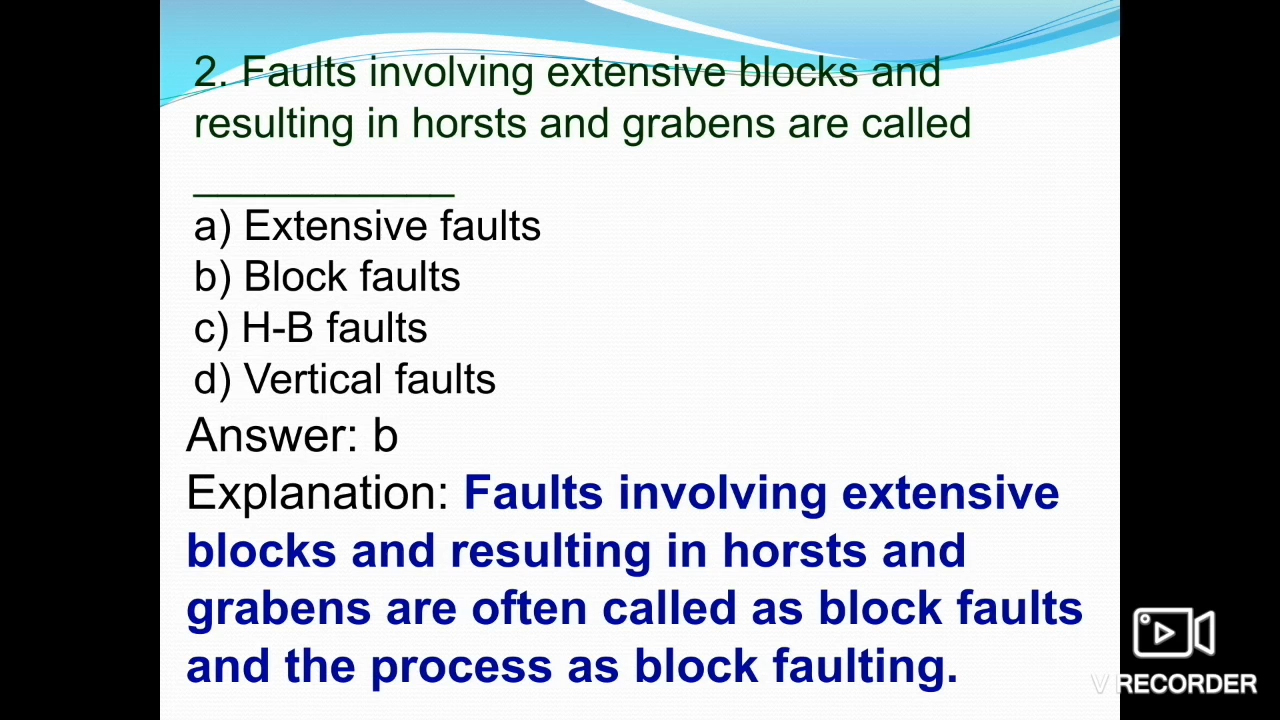 2. Faults involving extensive blocks and
resulting in horsts and grabens are called
___________
a) Extensive faults
b) Block faults
c) H-B faults
d) Vertical faults
Answer: b
Explanation: Faults involving extensive
blocks and resulting in horsts and
grabens are often called as block faults
and the process as block faulting.
V RECORDER